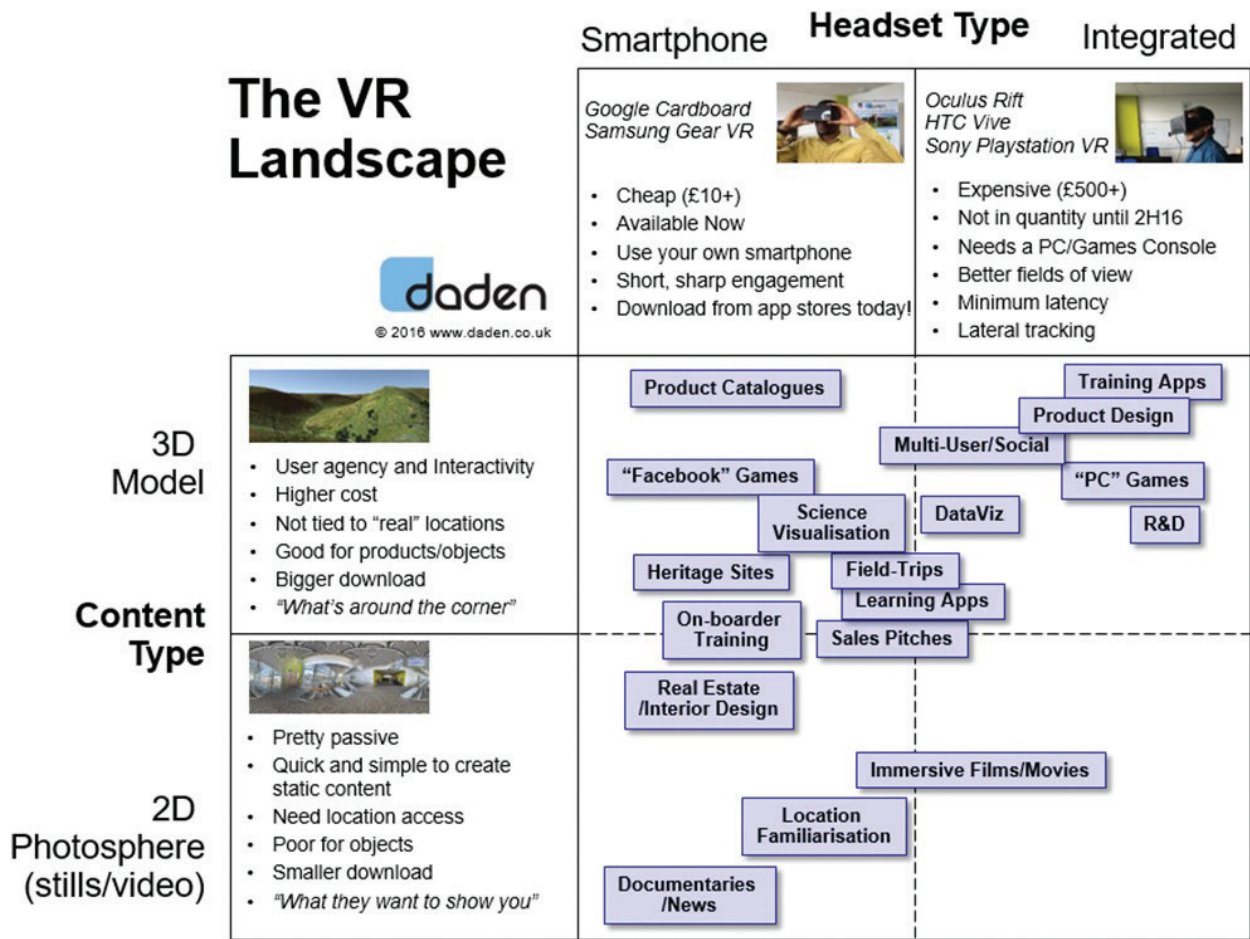 Headset Type
Smartphone
Integrated
The VR
Landscape
daden
© 2016 www.daden.co.uk
Google Cardboard
Samsung Gear VR
• Cheap (£10+)
• Available Now
• Use your own smartphone
• Short, sharp engagement
• Download from app stores today!
Oculus Rift
HTC Vive
Sony Playstation VR
• Expensive (£500+)
• Not in quantity until 2H16
• Needs a PC/Games Console
• Better fields of view
• Minimum latency
• Lateral tracking
Content
Type
3D
Model
• User agency and Interactivity
• Higher cost
• Not tied to “real” locations
• Good for products/objects
• Bigger download
• “What’s around the corner”
Product Catalogues
Training Apps
Product Design
Multi-User/Social
“Facebook” Games
“PC” Games
Science
Visualisation
DataViz
R&D
Heritage Sites
Field-Trips
Learning Apps
On-boarder
Training
Sales Pitches
2D
Photosphere
(stills/video)
• Pretty passive
• Quick and simple to create
static content
• Need location access
• Poor for objects
• Smaller download
• “What they want to show you”
Real Estate
/Interior Design
Immersive Films/Movies
Location
Familiarisation
Documentaries
/News